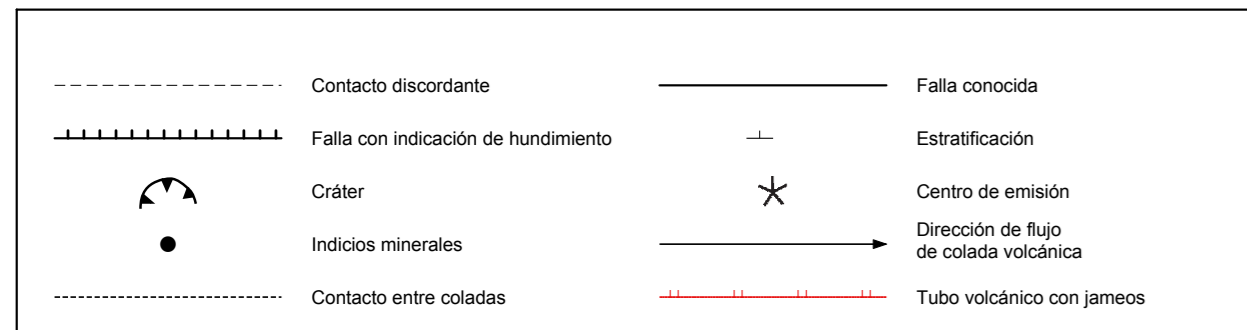 Contacto discordante
Falla con indicación de hundimiento
Cráter
Indicios minerales
Contacto entre coladas
Falla conocida
Estratificación
Centro de emisión
Dirección de flujo
de colada volcánica
Tubo volcánico con jameos